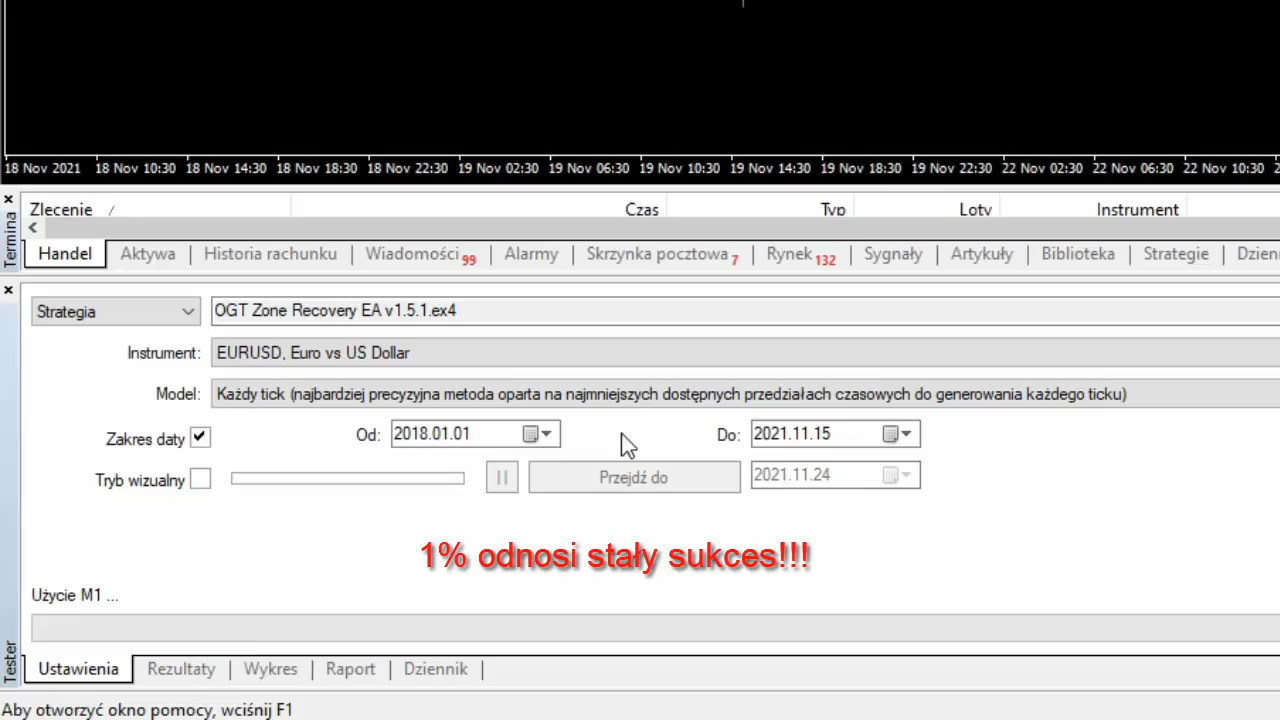 18 Nov 2021 18 Nov 10:30 18 Nov 14:30 18 Nov 18:30 18 Nov 22:30 19 Nov 02:30 19 Nov 06:30 19 Nov 10:30 19 Nov 14:30 19 Nov 18:30 19 Nov 22:30 22 Nov 02:30 22 Nov 06:30 22 Nov 10:30 2
Zlecenie / Czas Typ Loty Instrument
Termina
Handel Aktywa Historia rachunku Wiadomości 99 Alarmy Skrzynka pocztowa 7 Rynek 132 Sygnały Artykuły Biblioteka Strategie Dzien
Strategia OGT Zone Recovery EA v1.5.1.ex4
Instrument: EURUSD, Euro vs US Dollar
Model: Każdy tick (najbardziej precyzyjna metoda oparta na najmniejszych dostępnych przedziałach czasowych do generowania każdego ticku)
Zakres daty Od: 2018.01.01 Do: 2021.11.15
Tryb wizualny Przejdź do 2021.11.24
1% odnosi stały sukces!!!
Użycie M1 ...
Tester
Ustawienia Rezultaty Wykres Raport Dziennik
Aby otworzyć okno pomocy, wciśnij F1